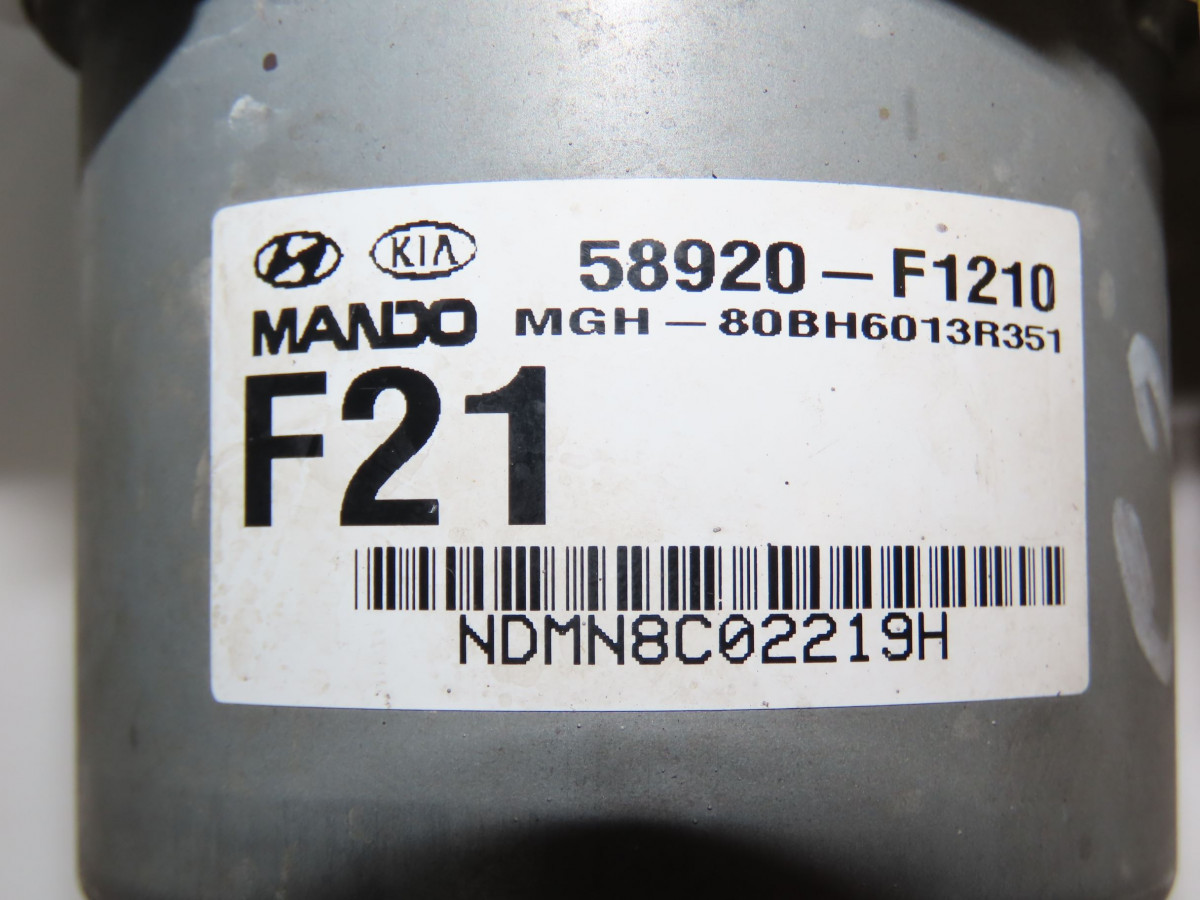 KIA 58920-F1210
MANDO MGH-80BH6013R351
F21
NDMN8C02219H